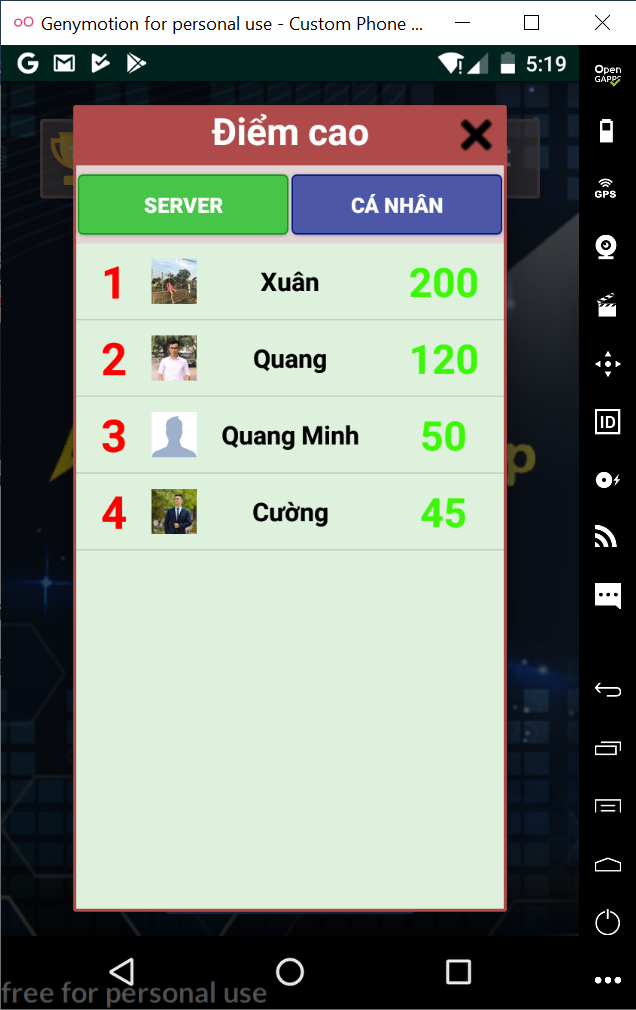 Genymotion for personal use - Custom Phone ...
5:19
Open
GAPPS
Điểm cao
SERVER
CÁ NHÂN
GPS
1 Xuân 200
2 Quang 120
3 Quang Minh 50
ID
4 Cường 45
p
free for personal use